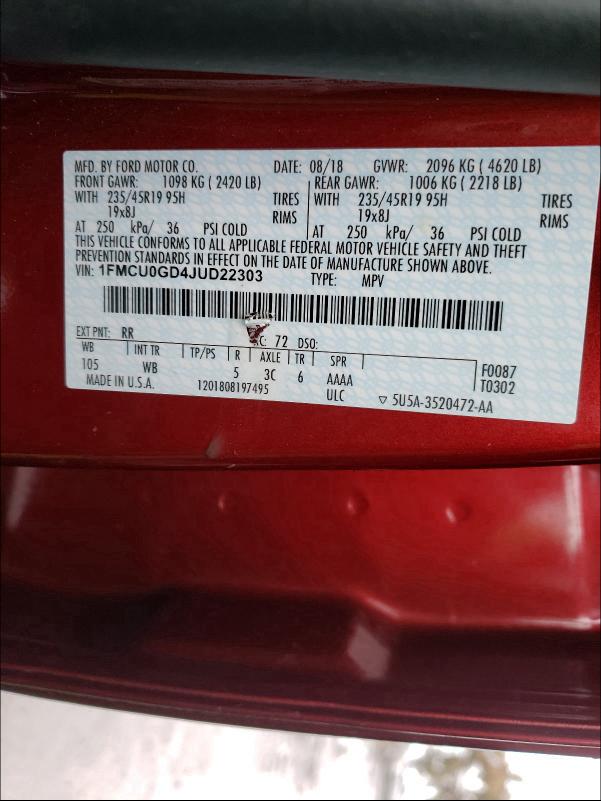 MFD. BY FORD MOTOR CO. DATE: 08/18 GVWR: 2096 KG ( 4620 LB)
FRONT GAWR: 1098 KG ( 2420 LB) REAR GAWR: 1006 KG ( 2218 LB)
WITH 235/45R19 95H TIRES WITH 235/45R19 95H TIRES
19x8J RIMS 19x8J RIMS
AT 250 kPa/ 36 PSI COLD AT 250 kPa/ 36 PSI COLD
THIS VEHICLE CONFORMS TO ALL APPLICABLE FEDERAL MOTOR VEHICLE SAFETY AND THEFT
PREVENTION STANDARDS IN EFFECT ON THE DATE OF MANUFACTURE SHOWN ABOVE.
VIN: 1FMCU0GD4JUD22303 TYPE: MPV
EXT PNT: RR C: 72 DSO:
WB INT TR TP/PS R AXLE TR SPR F0087
105 WB 5 3C 6 AAAA T0302
MADE IN U.S.A. 1201808197495 ULC ▽ 5U5A-3520472-AA